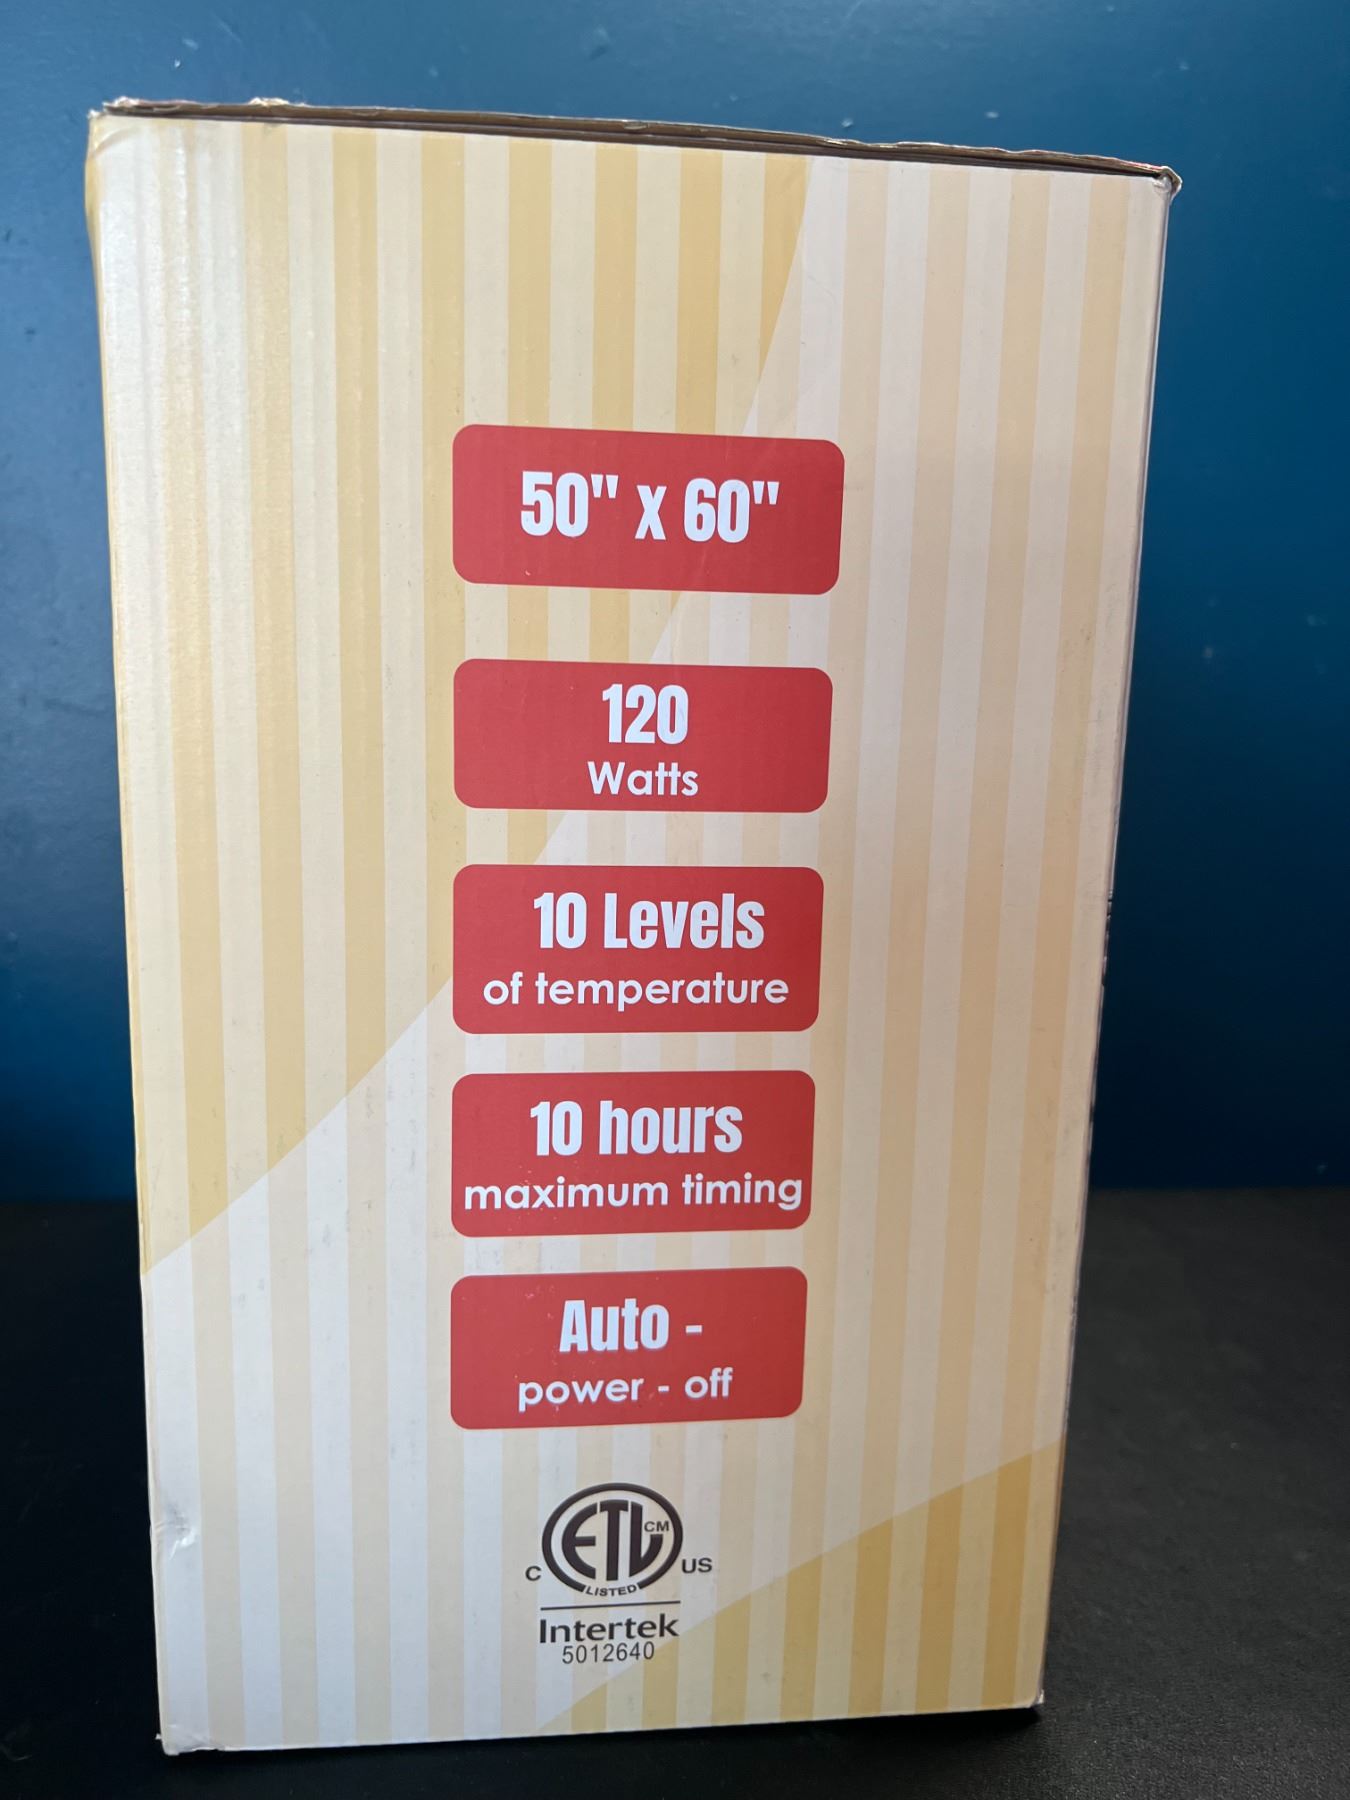 50" x 60"
120
Watts
10 Levels
of temperature
10 hours
maximum timing
Auto -
power - off
ETL CM
C US
LISTED
Intertek
5012640